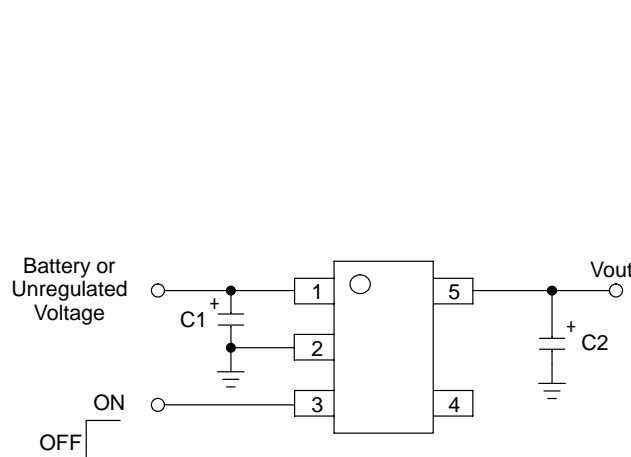 Battery or
Unregulated
Voltage
C1
+
1
2
3
5
4
Vout
+
C2
ON
OFF